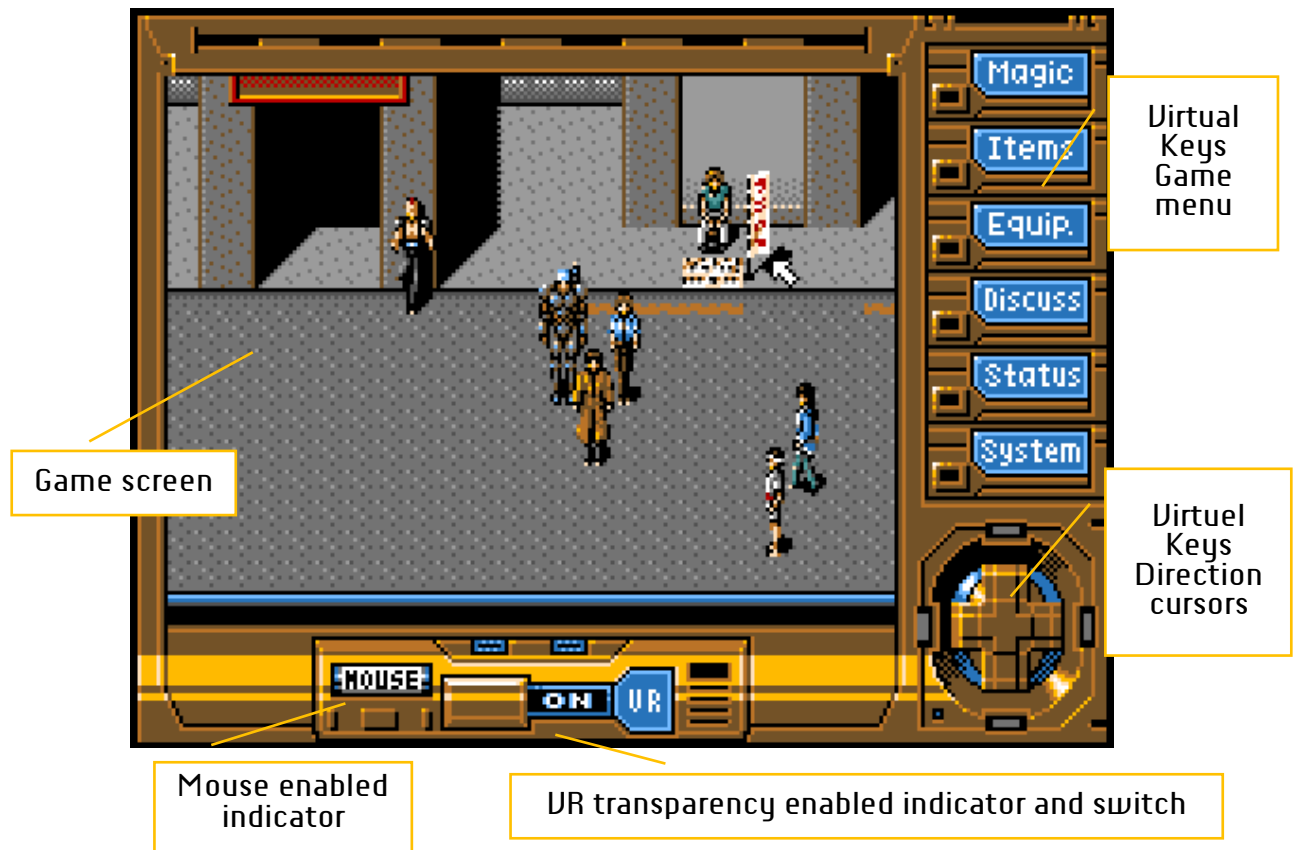 Magic
Items
Equip.
Discuss
Status
System
Virtual
Keys
Game
menu
Game screen
Virtuel
Keys
Direction
cursors
MOUSE
ON
VR
Mouse enabled
indicator
VR transparency enabled indicator and switch